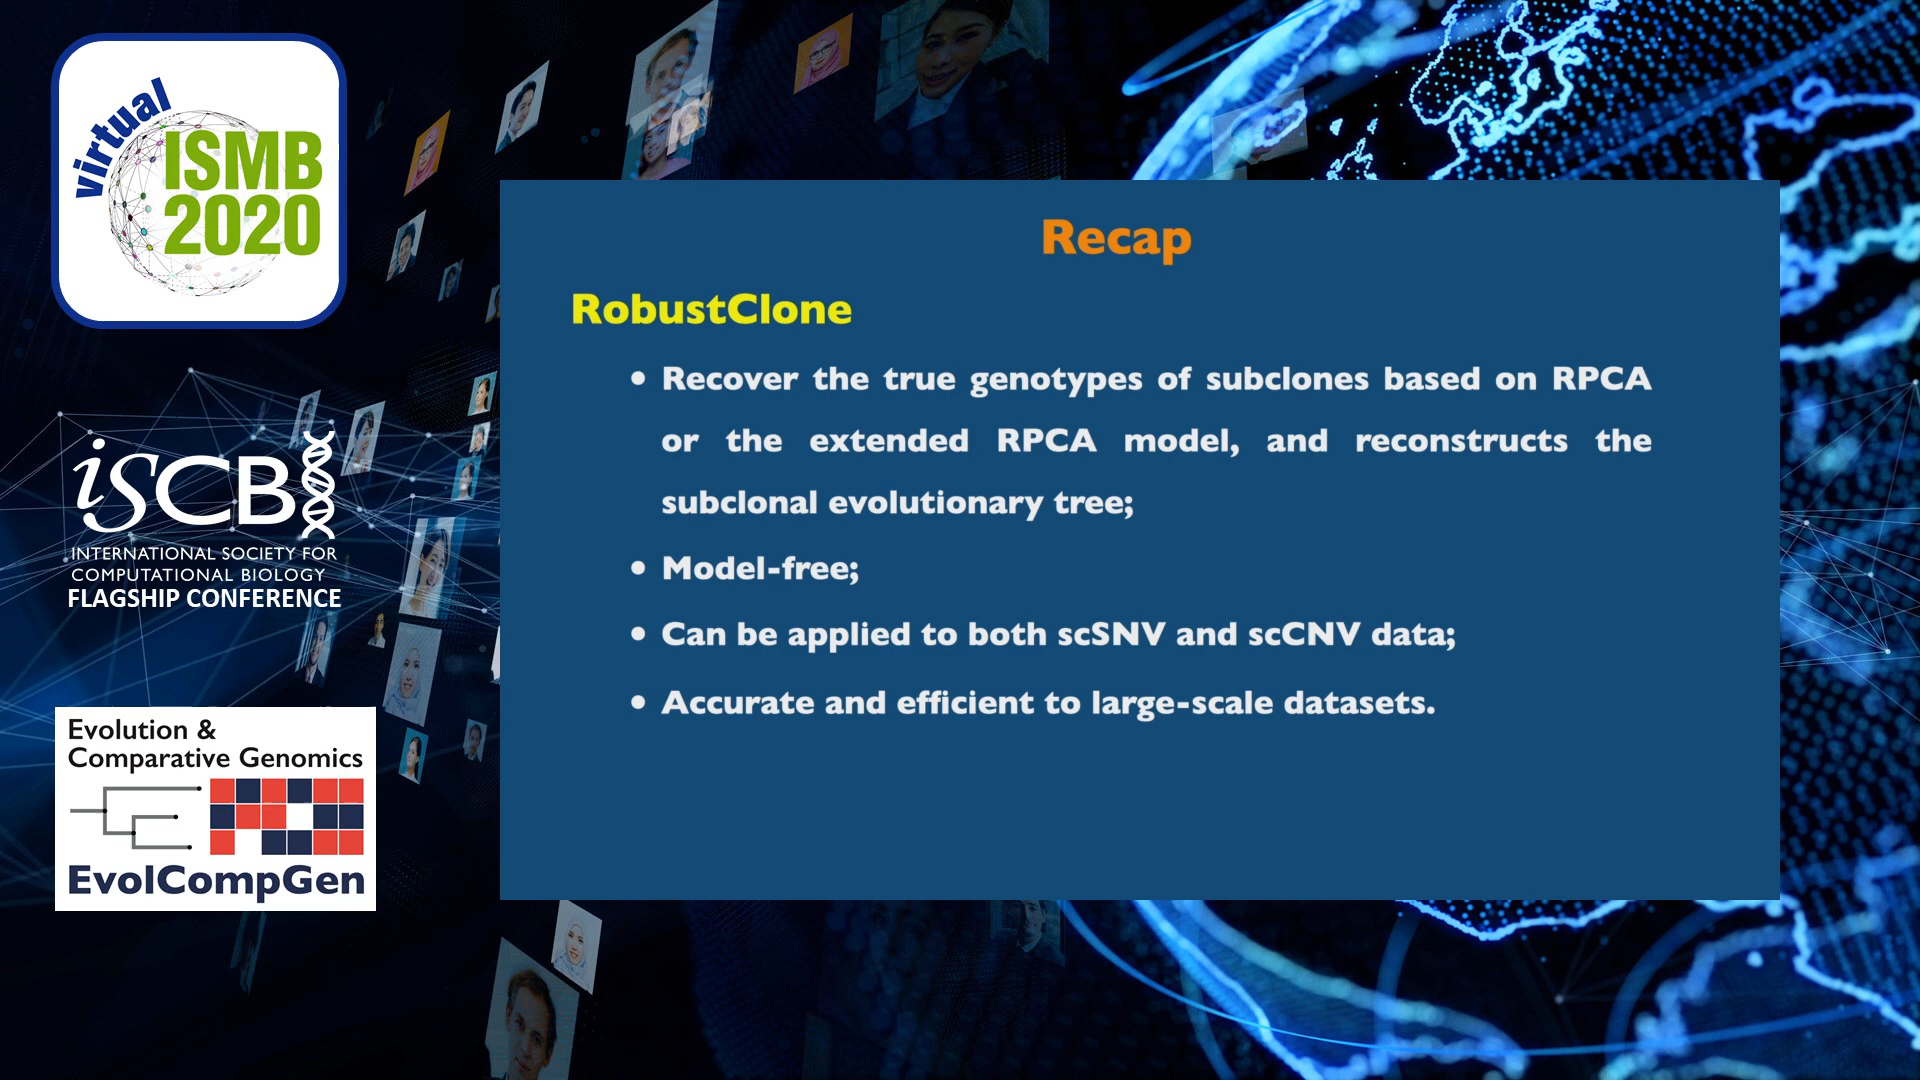 virtual
ISMB
2020
iSCB
INTERNATIONAL SOCIETY FOR
COMPUTATIONAL BIOLOGY
FLAGSHIP CONFERENCE
Evolution &
Comparative Genomics
EvolCompGen
Recap
RobustClone
• Recover the true genotypes of subclones based on RPCA
or the extended RPCA model, and reconstructs the
subclonal evolutionary tree;
• Model-free;
• Can be applied to both scSNV and scCNV data;
• Accurate and efficient to large-scale datasets.